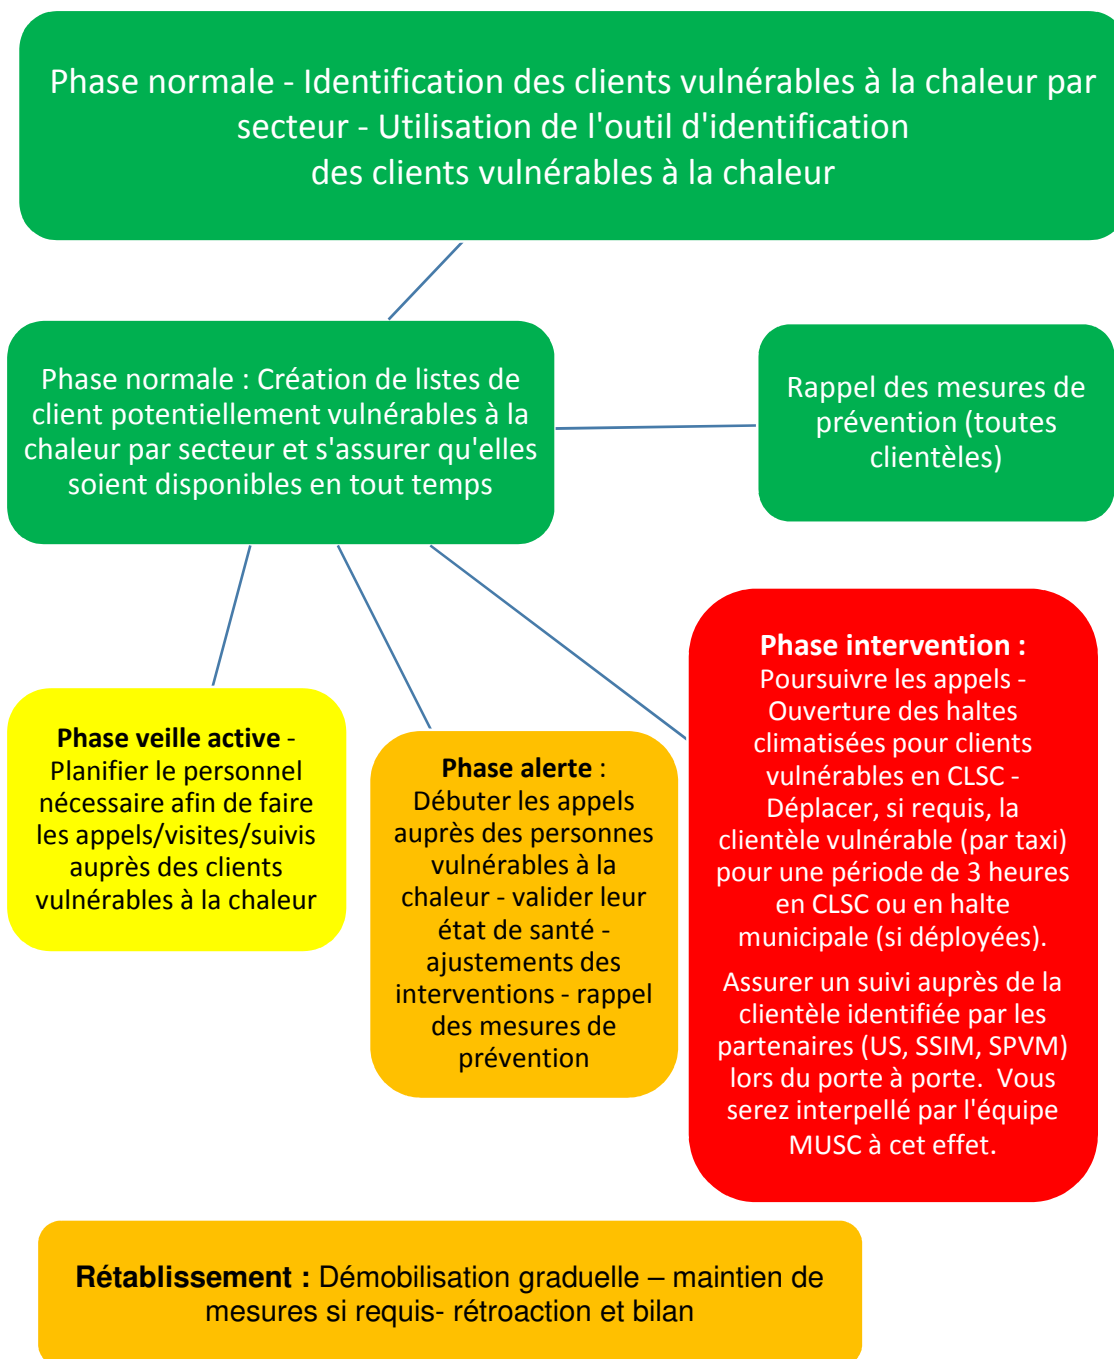 Phase normale - Identification des clients vulnérables à la chaleur par
secteur - Utilisation de l'outil d'identification
des clients vulnérables à la chaleur
Phase normale : Création de listes de
client potentiellement vulnérables à la
chaleur par secteur et s'assurer qu'elles
soient disponibles en tout temps
Rappel des mesures de
prévention (toutes
clientèles)
Phase veille active -
Planifier le personnel
nécessaire afin de faire
les appels/visites/suivis
auprès des clients
vulnérables à la chaleur
Phase alerte :
Débuter les appels
auprès des personnes
vulnérables à la
chaleur - valider leur
état de santé -
ajustements des
interventions - rappel
des mesures de
prévention
Phase intervention :
Poursuivre les appels -
Ouverture des haltes
climatisées pour clients
vulnérables en CLSC -
Déplacer, si requis, la
clientèle vulnérable (par taxi)
pour une période de 3 heures
en CLSC ou en halte
municipale (si déployées).
Assurer un suivi auprès de la
clientèle identifiée par les
partenaires (US, SSIM, SPVM)
lors du porte à porte.  Vous
serez interpellé par l'équipe
MUSC à cet effet.
Rétablissement : Démobilisation graduelle – maintien de
mesures si requis- rétroaction et bilan